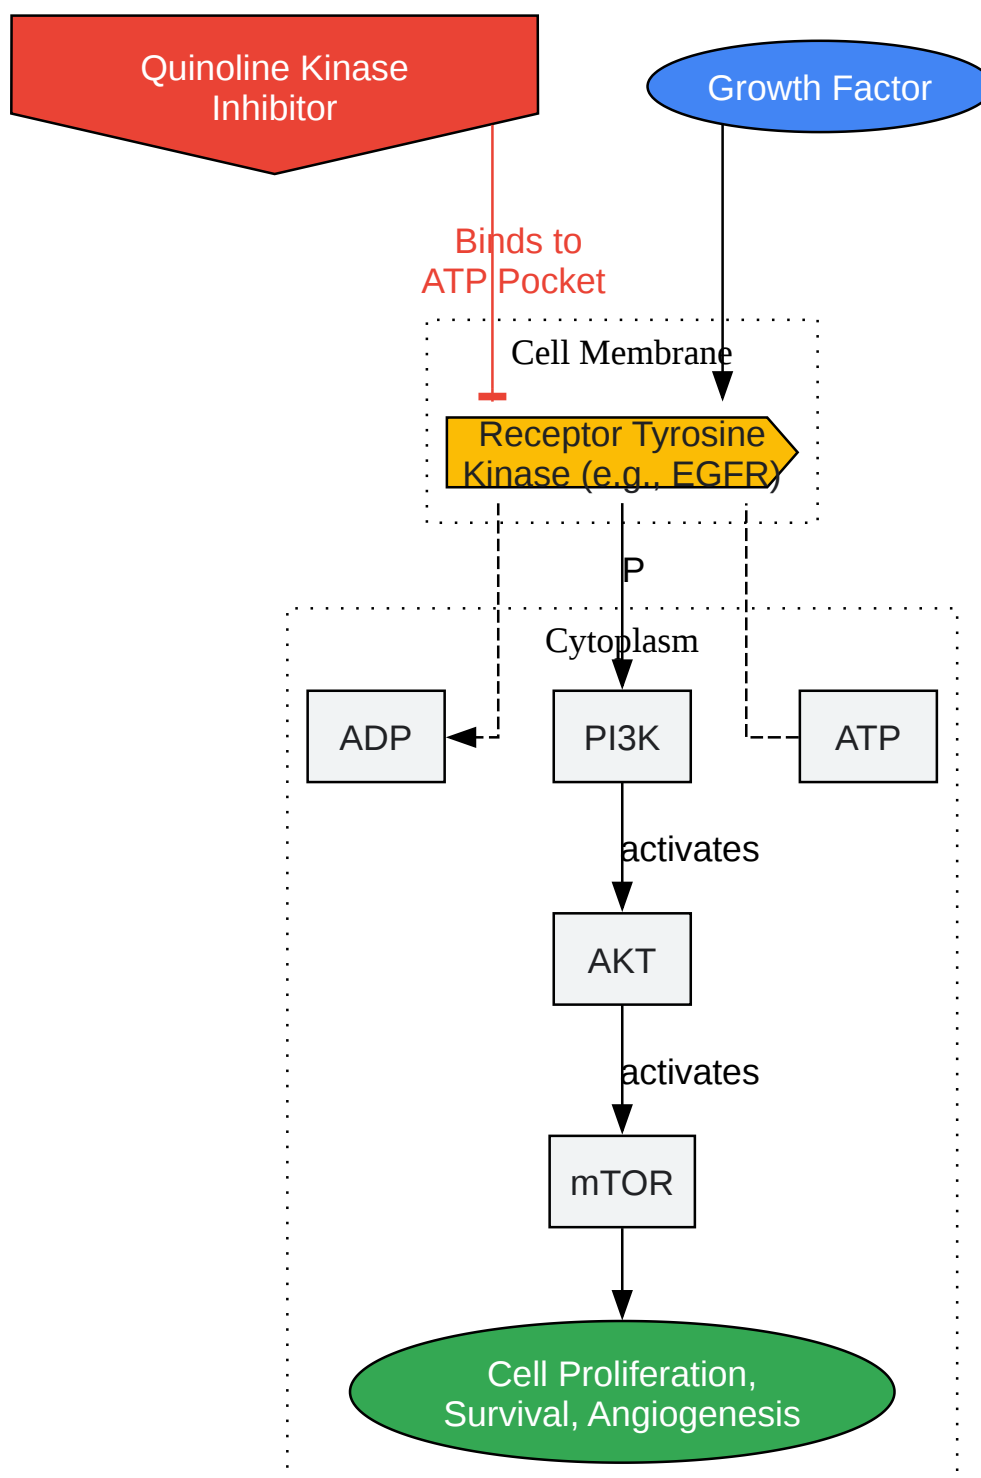 Quinoline Kinase
Inhibitor
Growth Factor
Binds to
ATP Pocket
Cell Membrane
Receptor Tyrosine
Kinase (e.g., EGFR)
P
Cytoplasm
ADP
PI3K
ATP
activates
AKT
activates
mTOR
Cell Proliferation,
Survival, Angiogenesis